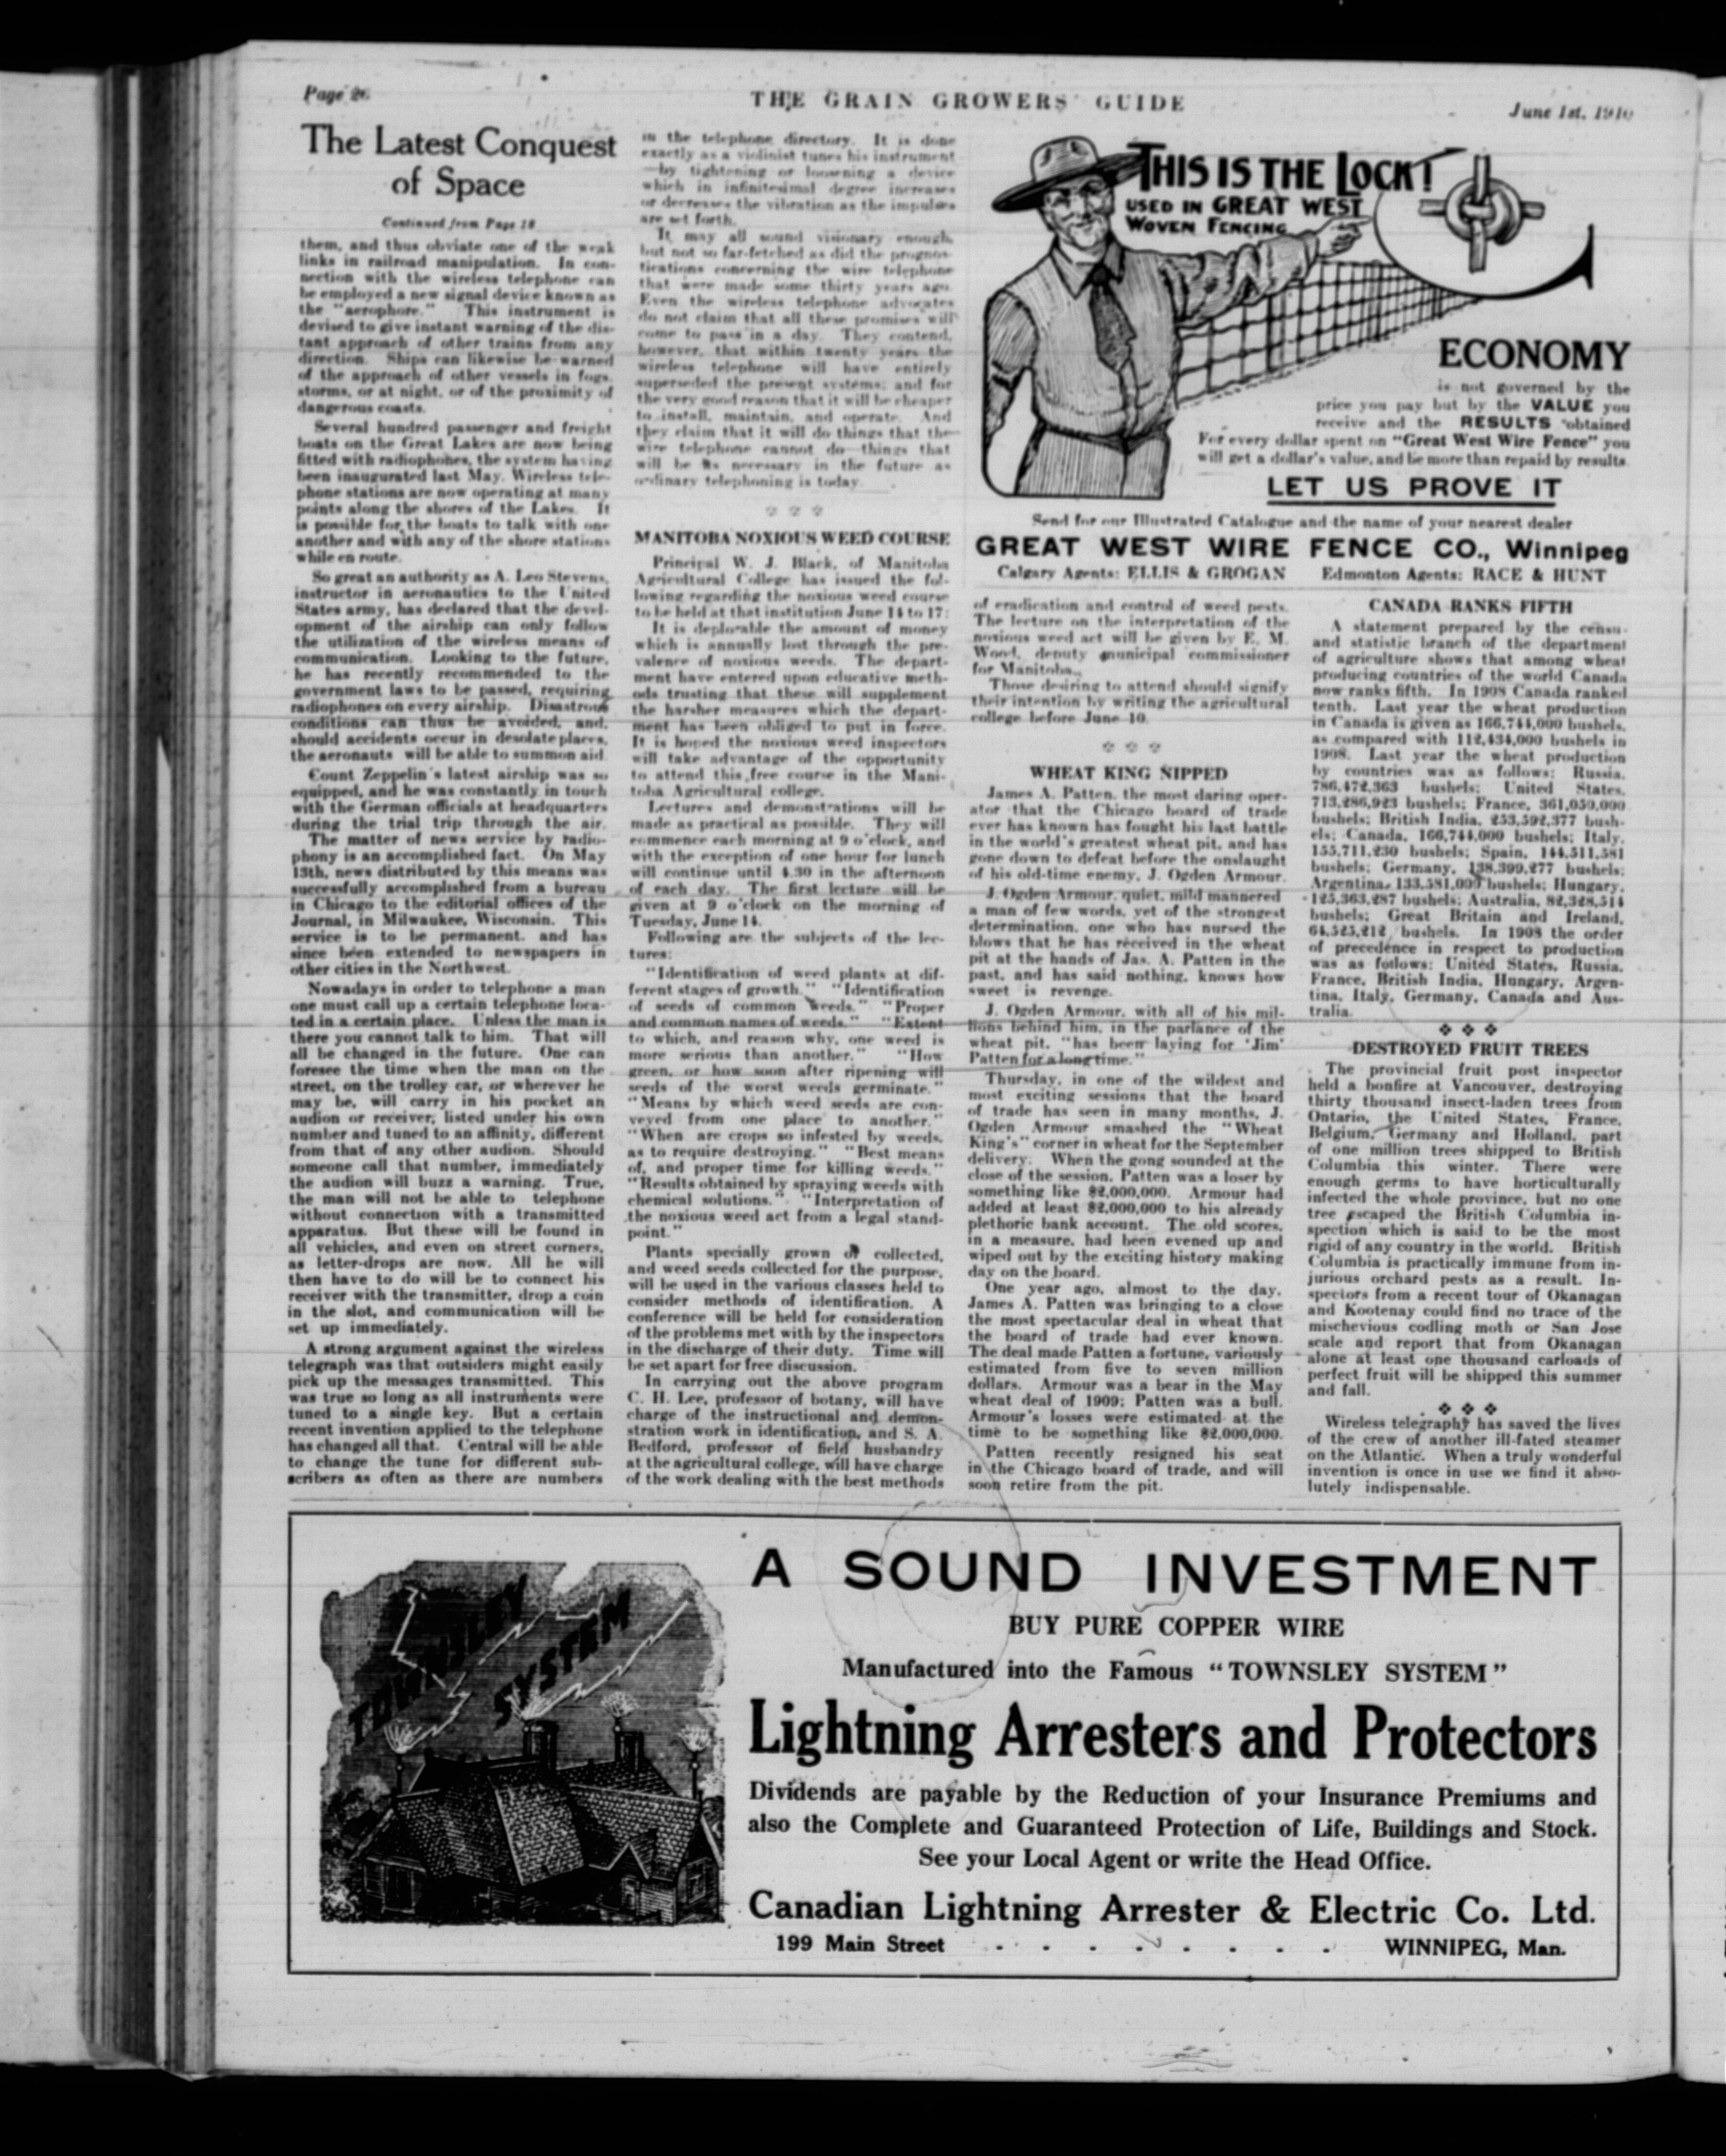 Page 26
THE GRAIN GROWERS' GUIDE
June 1st, 1910
The Latest Conquest
of Space
Continued from Page 18
them, and thus obviate one of the weak
links in railroad manipulation. In con-
nection with the wireless telephone can
be employed a new signal device known as
the "aerophore." This instrument is
devised to give instant warning of the dis-
tant approach of other trains from any
direction. Ships can likewise be warned
of the approach of other vessels in fogs,
storms, or at night, or of the proximity of
dangerous coasts.
Several hundred passenger and freight
boats on the Great Lakes are now being
fitted with radiophones, the system having
been inaugurated last May. Wireless tele-
phone stations are now operating at many
points along the shores of the Lakes. It
is possible for the boats to talk with one
another and with any of the shore stations
while en route.
So great an authority as A. Leo Stevens,
instructor in aeronautics to the United
States army, has declared that the devel-
opment of the airship can only follow
the utilization of the wireless means of
communication. Looking to the future,
he has recently recommended to the
government laws to be passed, requiring
radiophones on every airship. Disastrous
conditions can thus be avoided, and,
should accidents occur in desolate places,
the aeronauts will be able to summon aid.
Count Zeppelin's latest airship was so
equipped, and he was constantly in touch
with the German officials at headquarters
during the trial trip through the air.
The matter of news service by radio-
phony is an accomplished fact. On May
13th, news distributed by this means was
successfully accomplished from a bureau
in Chicago to the editorial offices of the
Journal, in Milwaukee, Wisconsin. This
service is to be permanent, and has
since been extended to newspapers in
other cities in the Northwest.
Nowadays in order to telephone a man
one must call up a certain telephone loca-
ted in a certain place. Unless the man is
there you cannot talk to him. That will
all be changed in the future. One can
foresee the time when the man on the
street, on the trolley car, or wherever he
may be, will carry in his pocket an
audion or receiver, listed under his own
number and tuned to an affinity, different
from that of any other audion. Should
someone call that number, immediately
the audion will buzz a warning. True,
the man will not be able to telephone
without connection with a transmitted
apparatus. But these will be found in
all vehicles, and even on street corners,
as letter-drops are now. All he will
then have to do will be to connect his
receiver with the transmitter, drop a coin
in the slot, and communication will be
set up immediately.
A strong argument against the wireless
telegraph was that outsiders might easily
pick up the messages transmitted. This
was true so long as all instruments were
tuned to a single key. But a certain
recent invention applied to the telephone
has changed all that. Central will be able
to change the tune for different sub-
scribers as often as there are numbers
in the telephone directory. It is done
exactly as a violinist tunes his instrument
—by tightening or loosening a device
which in infinitesimal degree increases
or decreases the vibration as the impulses
are set forth.
It may all sound visionary enough,
but not so far-fetched as did the prognos-
tications concerning the wire telephone
that were made some thirty years ago.
Even the wireless telephone advocates
do not claim that all these promises will
come to pass in a day. They contend,
however, that within twenty years the
wireless telephone will have entirely
superseded the present systems; and for
the very good reason that it will be cheaper
to install, maintain, and operate. And
they claim that it will do things that the
wire telephone cannot do—things that
will be as necessary in the future as
ordinary telephoning is today.
MANITOBA NOXIOUS WEED COURSE
Principal W. J. Black, of Manitoba
Agricultural College has issued the fol-
lowing regarding the noxious weed course
to be held at that institution June 14 to 17:
It is deplorable the amount of money
which is annually lost through the pre-
valence of noxious weeds. The depart-
ment have entered upon educative meth-
ods trusting that these will supplement
the harsher measures which the depart-
ment has been obliged to put in force.
It is hoped the noxious weed inspectors
will take advantage of the opportunity
to attend this free course in the Mani-
toba Agricultural college.
Lectures and demonstrations will be
made as practical as possible. They will
commence each morning at 9 o'clock, and
with the exception of one hour for lunch
will continue until 4.30 in the afternoon
of each day. The first lecture will be
given at 9 o'clock on the morning of
Tuesday, June 14.
Following are the subjects of the lec-
tures:
"Identification of weed plants at dif-
ferent stages of growth." "Identification
of seeds of common weeds." "Proper
and common names of weeds." "Extent
to which, and reason why, one weed is
more serious than another." "How
green, or how soon after ripening will
seeds of the worst weeds germinate."
"Means by which weed seeds are con-
veyed from one place to another."
"When are crops so infested by weeds,
as to require destroying." "Best means
of, and proper time for killing weeds."
"Results obtained by spraying weeds with
chemical solutions." "Interpretation of
the noxious weed act from a legal stand-
point."
Plants specially grown or collected,
and weed seeds collected for the purpose,
will be used in the various classes held to
consider methods of identification. A
conference will be held for consideration
of the problems met with by the inspectors
in the discharge of their duty. Time will
be set apart for free discussion.
In carrying out the above program
C. H. Lee, professor of botany, will have
charge of the instructional and demon-
stration work in identification, and S. A.
Bedford, professor of field husbandry
at the agricultural college, will have charge
of the work dealing with the best methods
THIS IS THE LOCK!
USED IN GREAT WEST
WOVEN FENCING
ECONOMY
is not governed by the
price you pay but by the VALUE you
receive and the RESULTS obtained
For every dollar spent on "Great West Wire Fence" you
will get a dollar's value, and be more than repaid by results.
LET US PROVE IT
Send for our Illustrated Catalogue and the name of your nearest dealer
GREAT WEST WIRE FENCE CO., Winnipeg
Calgary Agents: ELLIS & GROGAN Edmonton Agents: RACE & HUNT
of eradication and control of weed pests.
The lecture on the interpretation of the
noxious weed act will be given by E. M.
Wood, deputy municipal commissioner
for Manitoba.
Those desiring to attend should signify
their intention by writing the agricultural
college before June 10.
WHEAT KING NIPPED
James A. Patten, the most daring oper-
ator that the Chicago board of trade
ever has known has fought his last battle
in the world's greatest wheat pit, and has
gone down to defeat before the onslaught
of his old-time enemy, J. Ogden Armour.
J. Ogden Armour, quiet, mild mannered
a man of few words, yet of the strongest
determination, one who has nursed the
blows that he has received in the wheat
pit at the hands of Jas. A. Patten in the
past, and has said nothing, knows how
sweet is revenge.
J. Ogden Armour, with all of his mil-
lions behind him, in the parlance of the
wheat pit, "has been laying for 'Jim'
Patten for a long time."
Thursday, in one of the wildest and
most exciting sessions that the board
of trade has seen in many months, J.
Ogden Armour smashed the "Wheat
King's" corner in wheat for the September
delivery. When the gong sounded at the
close of the session, Patten was a loser by
something like $2,000,000. Armour had
added at least $2,000,000 to his already
plethoric bank account. The old scores,
in a measure, had been evened up and
wiped out by the exciting history making
day on the board.
One year ago, almost to the day,
James A. Patten was bringing to a close
the most spectacular deal in wheat that
the board of trade had ever known.
The deal made Patten a fortune, variously
estimated from five to seven million
dollars. Armour was a bear in the May
wheat deal of 1909; Patten was a bull.
Armour's losses were estimated at the
time to be something like $2,000,000.
Patten recently resigned his seat
in the Chicago board of trade, and will
soon retire from the pit.
CANADA RANKS FIFTH
A statement prepared by the census
and statistic branch of the department
of agriculture shows that among wheat
producing countries of the world Canada
now ranks fifth. In 1908 Canada ranked
tenth. Last year the wheat production
in Canada is given as 166,744,000 bushels,
as compared with 112,434,000 bushels in
1908. Last year the wheat production
by countries was as follows: Russia,
786,472,363 bushels; United States,
713,286,923 bushels; France, 361,050,000
bushels; British India, 253,592,377 bush-
els; Canada, 166,744,000 bushels; Italy,
155,711,230 bushels; Spain, 144,511,581
bushels; Germany, 138,399,277 bushels;
Argentina, 133,581,000 bushels; Hungary,
125,363,287 bushels; Australia, 82,328,514
bushels; Great Britain and Ireland,
64,525,212 bushels. In 1908 the order
of precedence in respect to production
was as follows: United States, Russia,
France, British India, Hungary, Argen-
tina, Italy, Germany, Canada and Aus-
tralia.
DESTROYED FRUIT TREES
The provincial fruit post inspector
held a bonfire at Vancouver, destroying
thirty thousand insect-laden trees from
Ontario, the United States, France,
Belgium, Germany and Holland, part
of one million trees shipped to British
Columbia this winter. There were
enough germs to have horticulturally
infected the whole province, but no one
tree escaped the British Columbia in-
spection which is said to be the most
rigid of any country in the world. British
Columbia is practically immune from in-
jurious orchard pests as a result. In-
spectors from a recent tour of Okanagan
and Kootenay could find no trace of the
mischevious codling moth or San Jose
scale and report that from Okanagan
alone at least one thousand carloads of
perfect fruit will be shipped this summer
and fall.
Wireless telegraphy has saved the lives
of the crew of another ill-fated steamer
on the Atlantic. When a truly wonderful
invention is once in use we find it abso-
lutely indispensable.
TOWNSLEY
SYSTEM
A SOUND INVESTMENT
BUY PURE COPPER WIRE
Manufactured into the Famous "TOWNSLEY SYSTEM"
Lightning Arresters and Protectors
Dividends are payable by the Reduction of your Insurance Premiums and
also the Complete and Guaranteed Protection of Life, Buildings and Stock.
See your Local Agent or write the Head Office.
Canadian Lightning Arrester & Electric Co. Ltd.
199 Main Street - - - - - - - - WINNIPEG, Man.